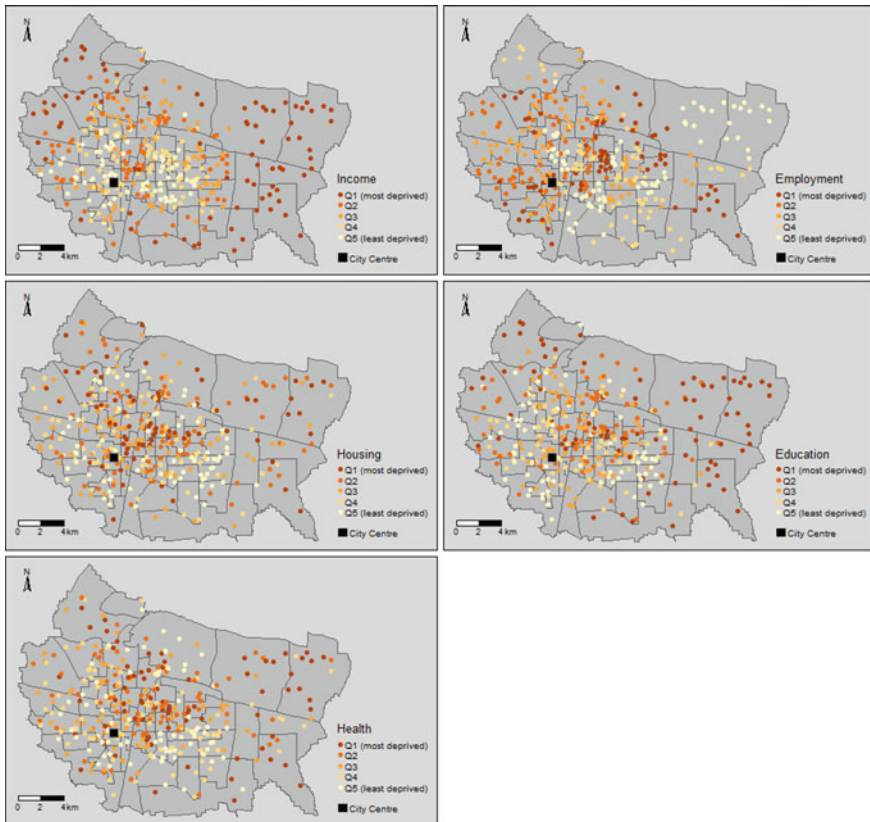 N
Income
Q1 (most deprived)
Q2
Q3
Q4
Q5 (least deprived)
City Centre
0 2 4 km
N
Employment
Q1 (most deprived)
Q2
Q3
Q4
Q5 (least deprived)
City Centre
0 2 4 km
N
Housing
Q1 (most deprived)
Q2
Q3
Q4
Q5 (least deprived)
City Centre
0 2 4 km
N
Education
Q1 (most deprived)
Q2
Q3
Q4
Q5 (least deprived)
City Centre
0 2 4 km
N
Health
Q1 (most deprived)
Q2
Q3
Q4
Q5 (least deprived)
City Centre
0 2 4 km